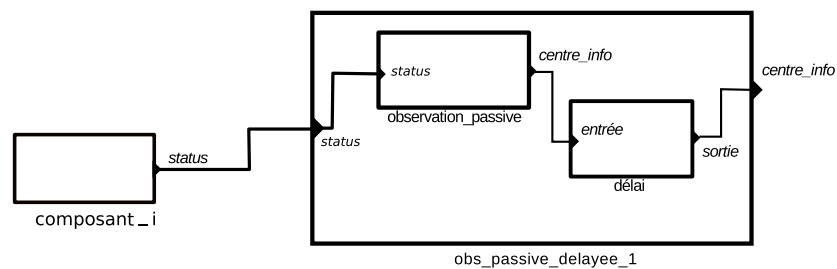 centre_info
centre_info
status
observation_passive
entrée
status
status
sortie
délai
composant_i
obs_passive_delayee_1